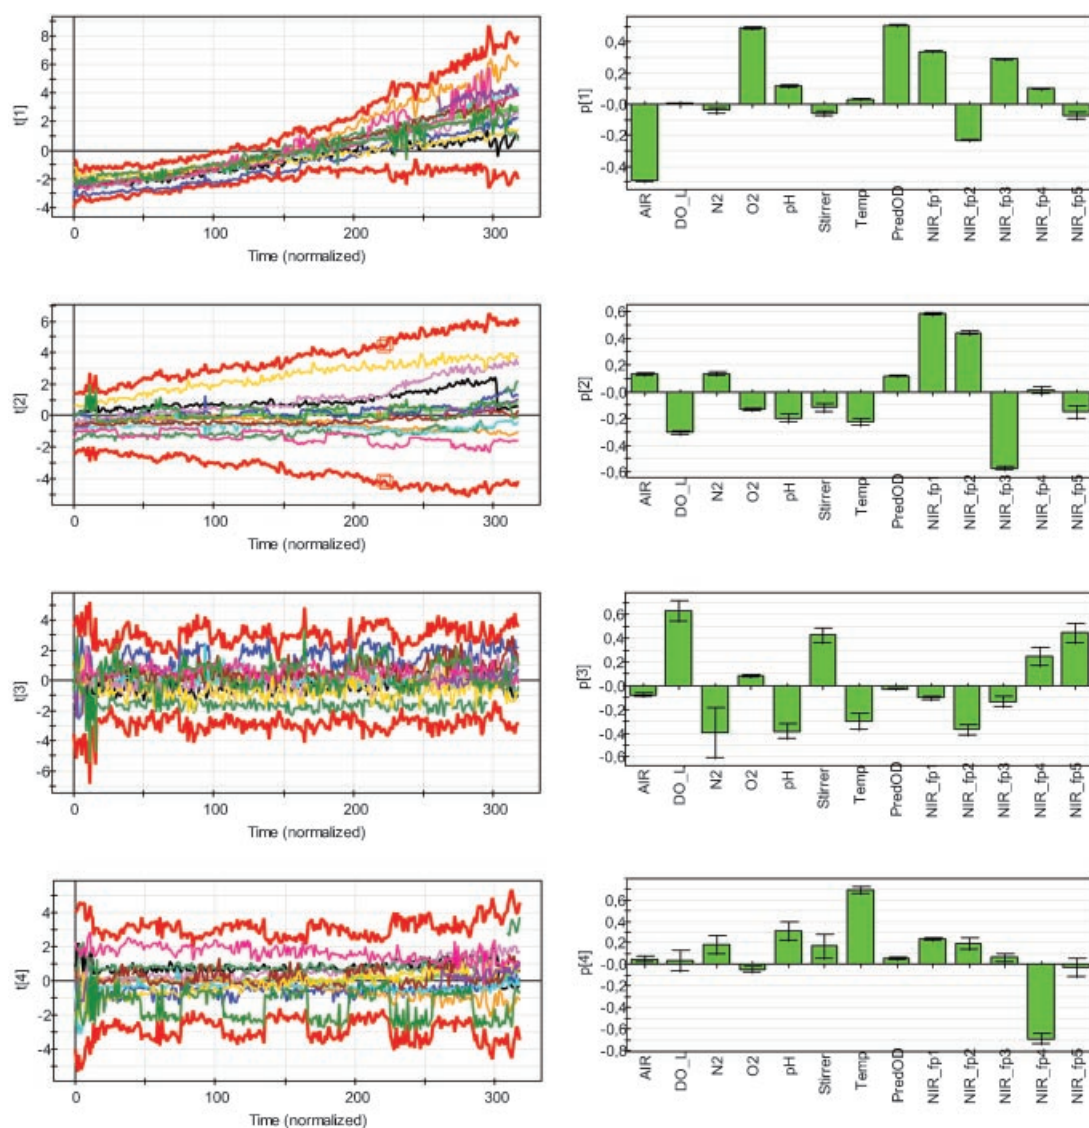 t[1]
8
6
4
2
0
-2
-4
0 100 200 300
Time (normalized)
p[1]
0,4
0,2
-0,0
-0,2
-0,4
AIR DO_L N2 O2 pH Stirrer Temp PredOD NIR_fp1 NIR_fp2 NIR_fp3 NIR_fp4 NIR_fp5
t[2]
6
4
2
0
-2
-4
0 100 200 300
Time (normalized)
p[2]
0,6
0,4
0,2
-0,0
-0,2
-0,4
-0,6
AIR DO_L N2 O2 pH Stirrer Temp PredOD NIR_fp1 NIR_fp2 NIR_fp3 NIR_fp4 NIR_fp5
t[3]
4
2
0
-2
-4
-6
0 100 200 300
Time (normalized)
p[3]
0,6
0,4
0,2
-0,0
-0,2
-0,4
-0,6
AIR DO_L N2 O2 pH Stirrer Temp PredOD NIR_fp1 NIR_fp2 NIR_fp3 NIR_fp4 NIR_fp5
t[4]
4
2
0
-2
-4
0 100 200 300
Time (normalized)
p[4]
0,6
0,4
0,2
-0,0
-0,2
-0,4
-0,6
-0,8
AIR DO_L N2 O2 pH Stirrer Temp PredOD NIR_fp1 NIR_fp2 NIR_fp3 NIR_fp4 NIR_fp5